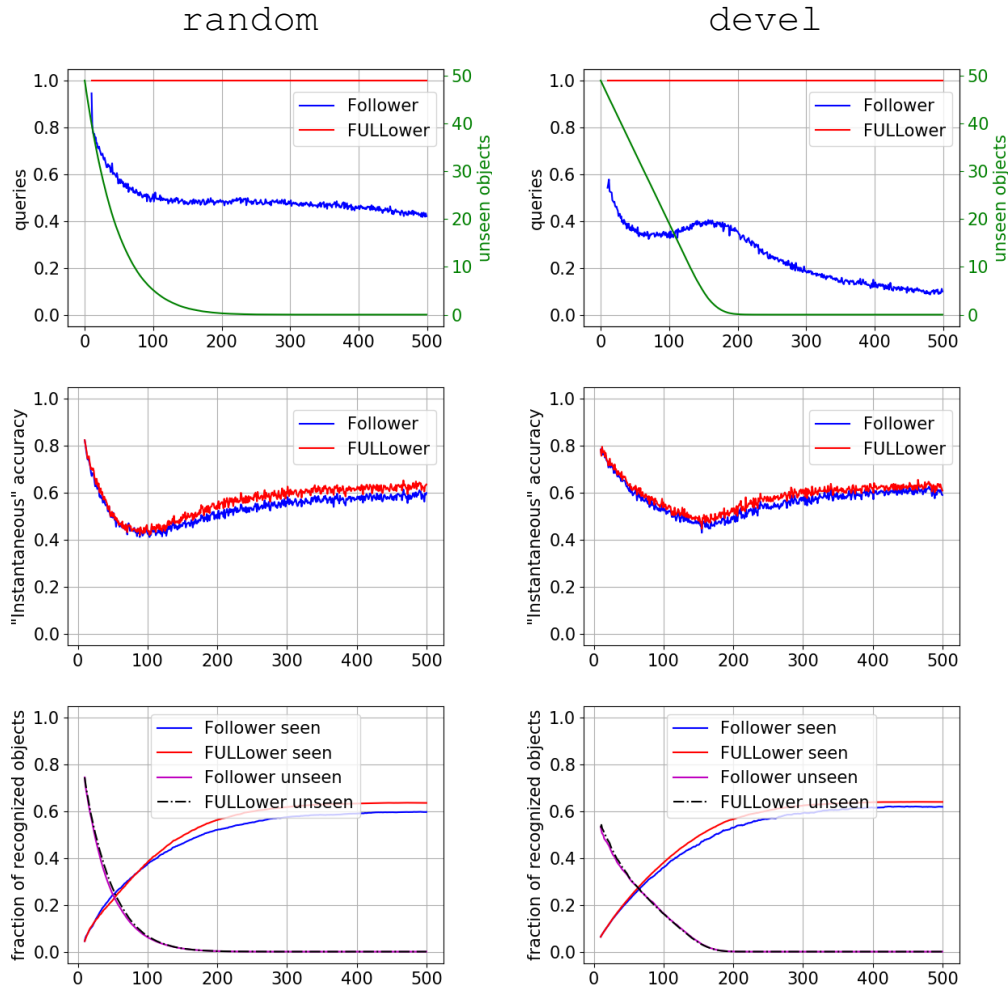 random
devel
1.0
0.8
0.6
0.4
0.2
0.0
queries
50
40
30
20
10
0
unseen objects
Follower
FULLower
0 100 200 300 400 500
1.0
0.8
0.6
0.4
0.2
0.0
queries
50
40
30
20
10
0
unseen objects
Follower
FULLower
0 100 200 300 400 500
1.0
0.8
0.6
0.4
0.2
0.0
"Instantaneous" accuracy
Follower
FULLower
0 100 200 300 400 500
1.0
0.8
0.6
0.4
0.2
0.0
"Instantaneous" accuracy
Follower
FULLower
0 100 200 300 400 500
1.0
0.8
0.6
0.4
0.2
0.0
fraction of recognized objects
Follower seen
FULLower seen
Follower unseen
FULLower unseen
0 100 200 300 400 500
1.0
0.8
0.6
0.4
0.2
0.0
fraction of recognized objects
Follower seen
FULLower seen
Follower unseen
FULLower unseen
0 100 200 300 400 500